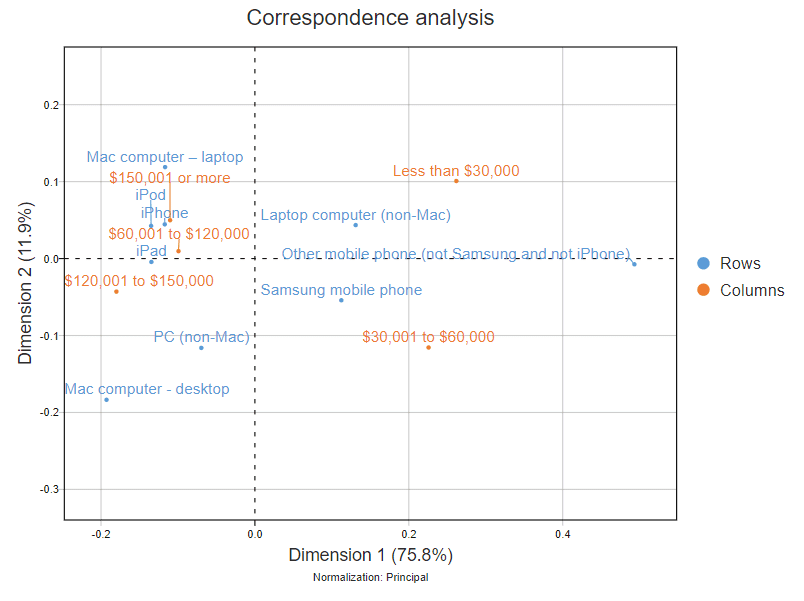 Correspondence analysis
Dimension 2 (11.9%)
0.2
0.1
0.0
-0.1
-0.2
-0.3
Mac computer – laptop
$150,001 or more
iPod
iPhone
$60,001 to $120,000
iPad
$120,001 to $150,000
PC (non-Mac)
Mac computer - desktop
Less than $30,000
Laptop computer (non-Mac)
Other mobile phone (not Samsung and not iPhone)
Samsung mobile phone
$30,001 to $60,000
Rows
Columns
-0.2
0.0
0.2
0.4
Dimension 1 (75.8%)
Normalization: Principal